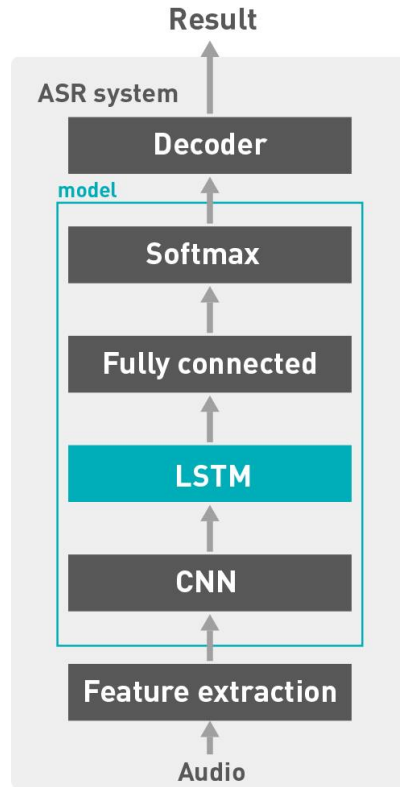 Result
ASR system
Decoder
model
Softmax
Fully connected
LSTM
CNN
Feature extraction
Audio